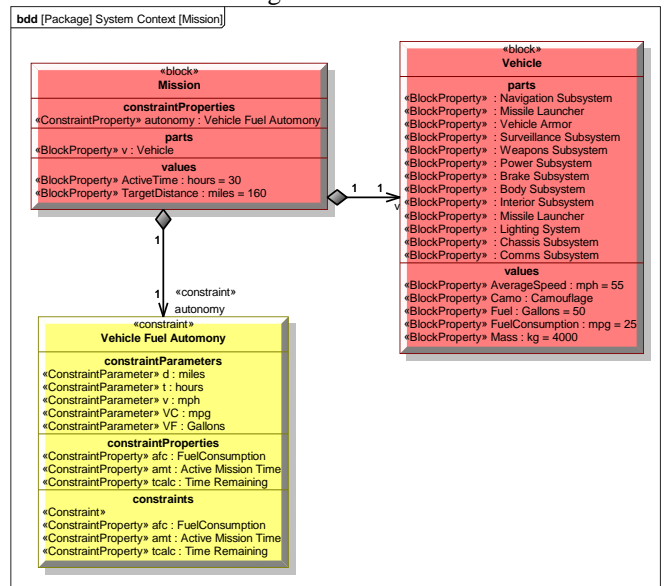 bdd [Package] System Context [Mission]
«block»
Mission
constraintProperties
«ConstraintProperty» autonomy : Vehicle Fuel Automony
parts
«BlockProperty» v : Vehicle
values
«BlockProperty» ActiveTime : hours = 30
«BlockProperty» TargetDistance : miles = 160
«block»
Vehicle
parts
«BlockProperty» : Navigation Subsystem
«BlockProperty» : Missile Launcher
«BlockProperty» : Vehicle Armor
«BlockProperty» : Surveillance Subsystem
«BlockProperty» : Weapons Subsystem
«BlockProperty» : Power Subsystem
«BlockProperty» : Brake Subsystem
«BlockProperty» : Body Subsystem
«BlockProperty» : Interior Subsystem
«BlockProperty» : Missile Launcher
«BlockProperty» : Lighting System
«BlockProperty» : Chassis Subsystem
«BlockProperty» : Comms Subsystem
values
«BlockProperty» AverageSpeed : mph = 55
«BlockProperty» Camo : Camouflage
«BlockProperty» Fuel : Gallons = 50
«BlockProperty» FuelConsumption : mpg = 25
«BlockProperty» Mass : kg = 4000
1
1
v
1
1
«constraint»
autonomy
«constraint»
Vehicle Fuel Automony
constraintParameters
«ConstraintParameter» d : miles
«ConstraintParameter» t : hours
«ConstraintParameter» v : mph
«ConstraintParameter» VC : mpg
«ConstraintParameter» VF : Gallons
constraintProperties
«ConstraintProperty» afc : FuelConsumption
«ConstraintProperty» amt : Active Mission Time
«ConstraintProperty» tcalc : Time Remaining
constraints
«Constraint»
«ConstraintProperty» afc : FuelConsumption
«ConstraintProperty» amt : Active Mission Time
«ConstraintProperty» tcalc : Time Remaining